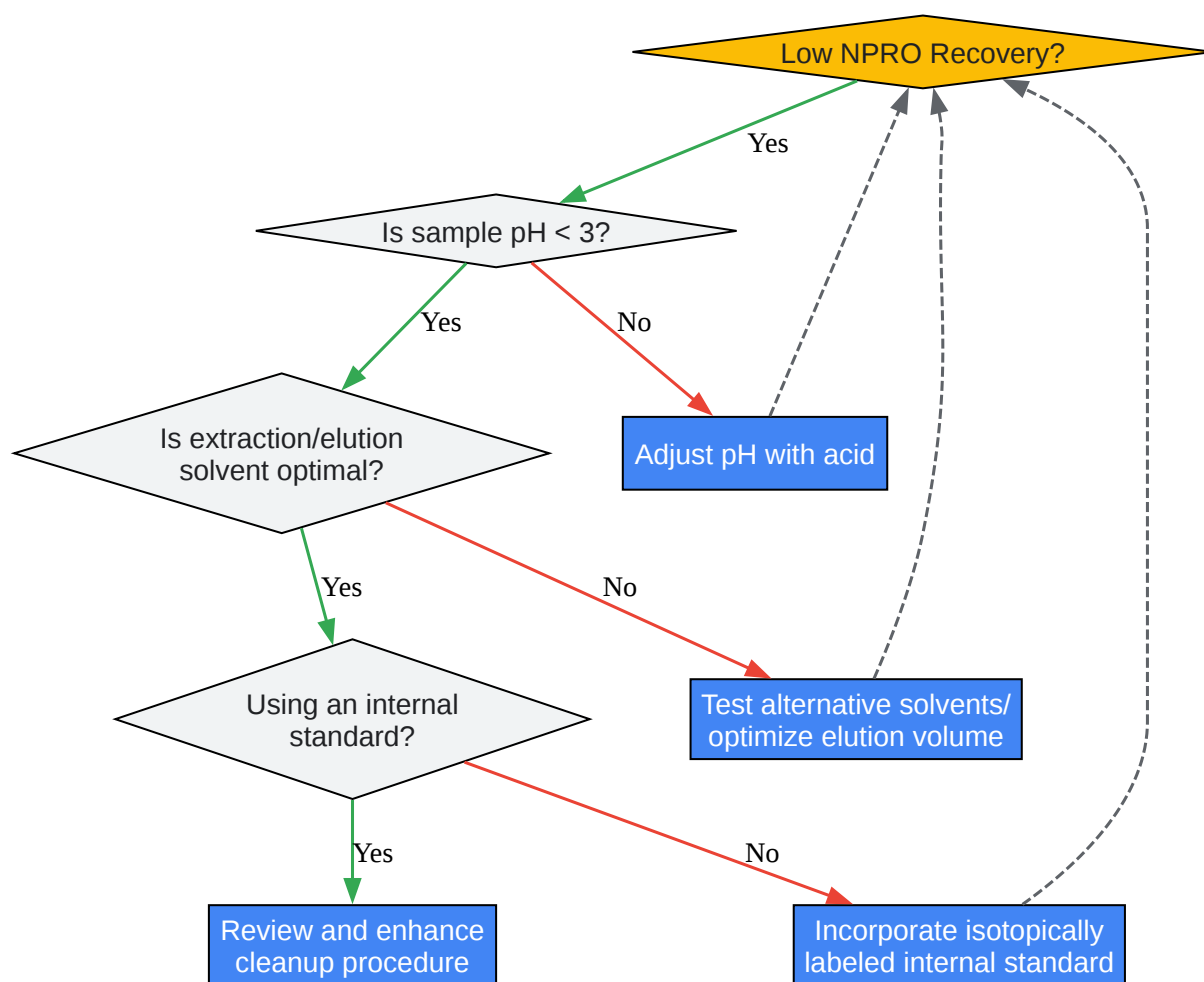 Low NPRO Recovery?
Yes
Is sample pH < 3?
Yes
No
Is extraction/elution
solvent optimal?
Adjust pH with acid
Yes
No
Using an internal
standard?
Test alternative solvents/
optimize elution volume
Yes
No
Review and enhance
cleanup procedure
Incorporate isotopically
labeled internal standard